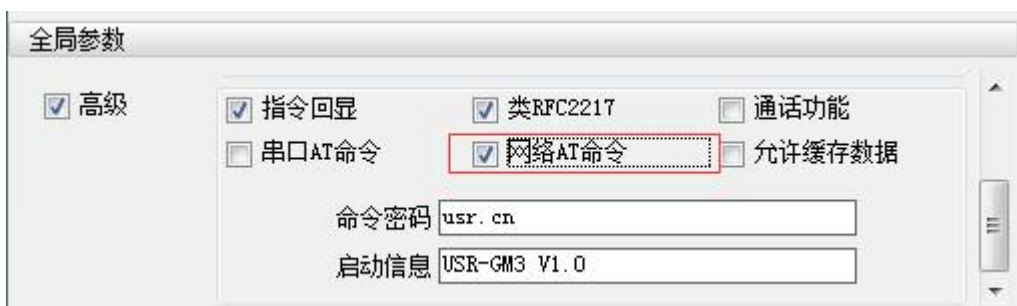 全局参数
高级
指令回显 类RFC2217 通话功能
串口AT命令 网络AT命令 允许缓存数据
命令密码 usr.cn
启动信息 USR-GM3 V1.0